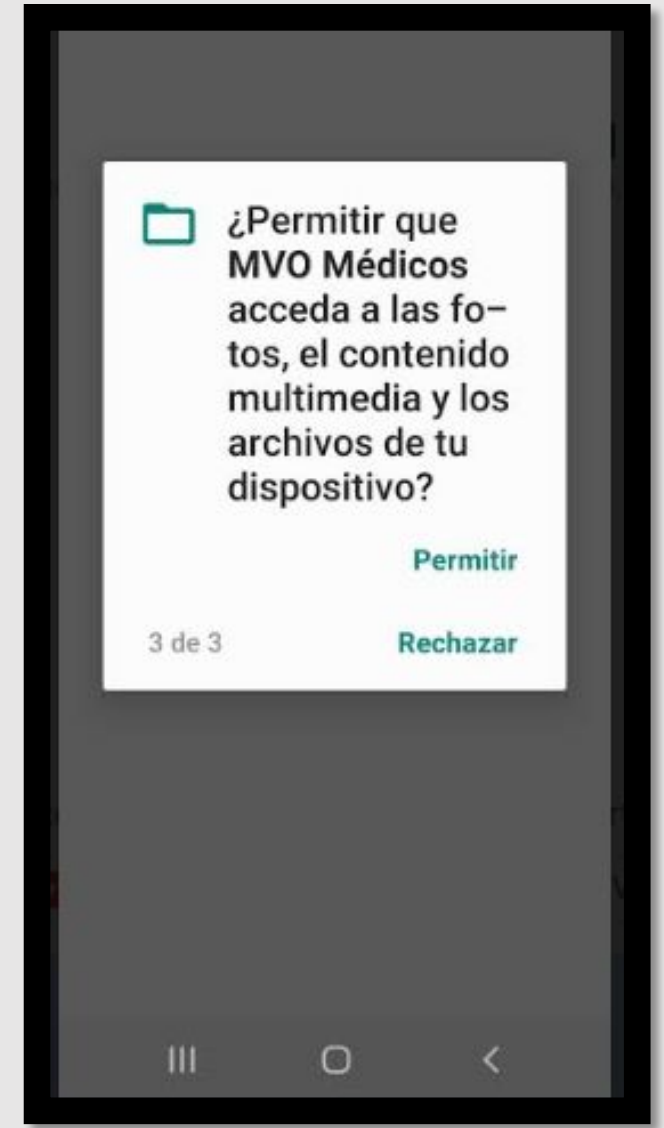 ¿Permitir que
MVO Médicos
acceda a las fo–
tos, el contenido
multimedia y los
archivos de tu
dispositivo?
Permitir
3 de 3
Rechazar